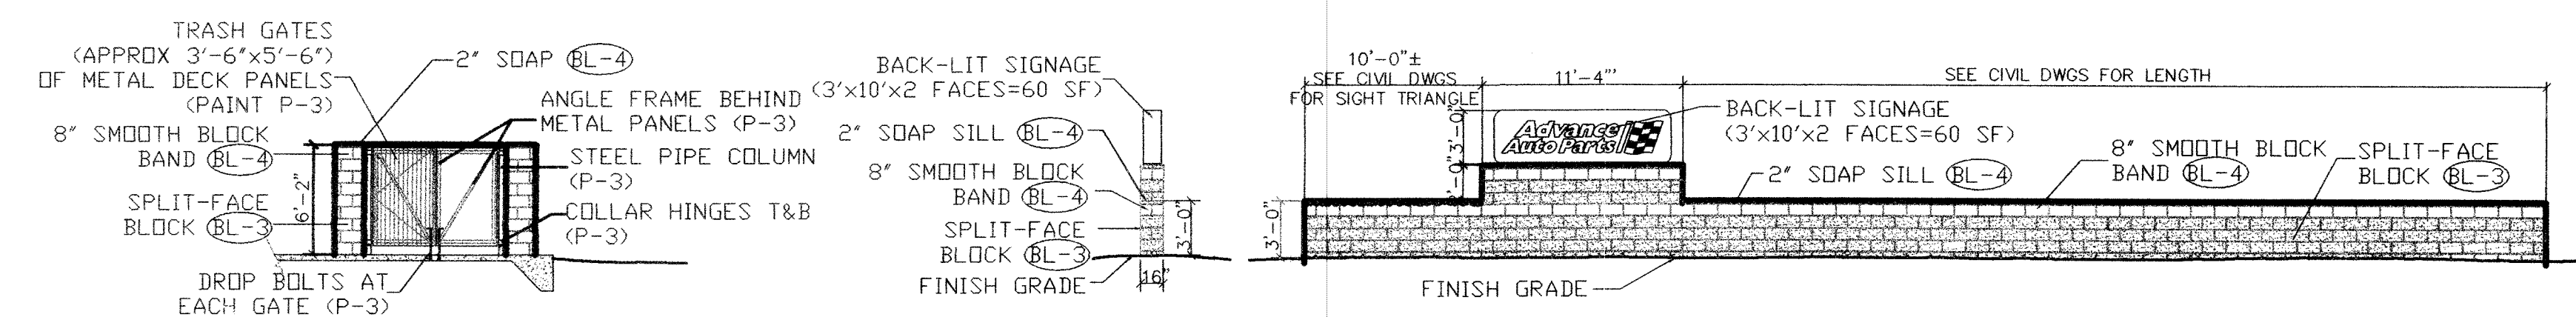 TRASH GATES
(APPROX 3'-6"x5'-6")
OF METAL DECK PANELS
(PAINT P-3)
8" SMOOTH BLOCK
BAND BL-4
SPLIT-FACE
BLOCK BL-3
6'-2"
DROP BOLTS AT
EACH GATE (P-3)
2" SOAP BL-4
ANGLE FRAME BEHIND
METAL PANELS (P-3)
STEEL PIPE COLUMN
(P-3)
COLLAR HINGES T&B
(P-3)
BACK-LIT SIGNAGE
(3'x10'x2 FACES=60 SF)
2" SOAP SILL BL-4
8" SMOOTH BLOCK
BAND BL-4
SPLIT-FACE
BLOCK BL-3
FINISH GRADE
3'-0"
16"
10'-0"±
SEE CIVIL DWGS
FOR SIGHT TRIANGLE
11'-4"'
SEE CIVIL DWGS FOR LENGTH
3'-0"
Advance
Auto Parts
BACK-LIT SIGNAGE
(3'x10'x2 FACES=60 SF)
2" SOAP SILL BL-4
8" SMOOTH BLOCK
BAND BL-4
SPLIT-FACE
BLOCK BL-3
3'-0"
FINISH GRADE